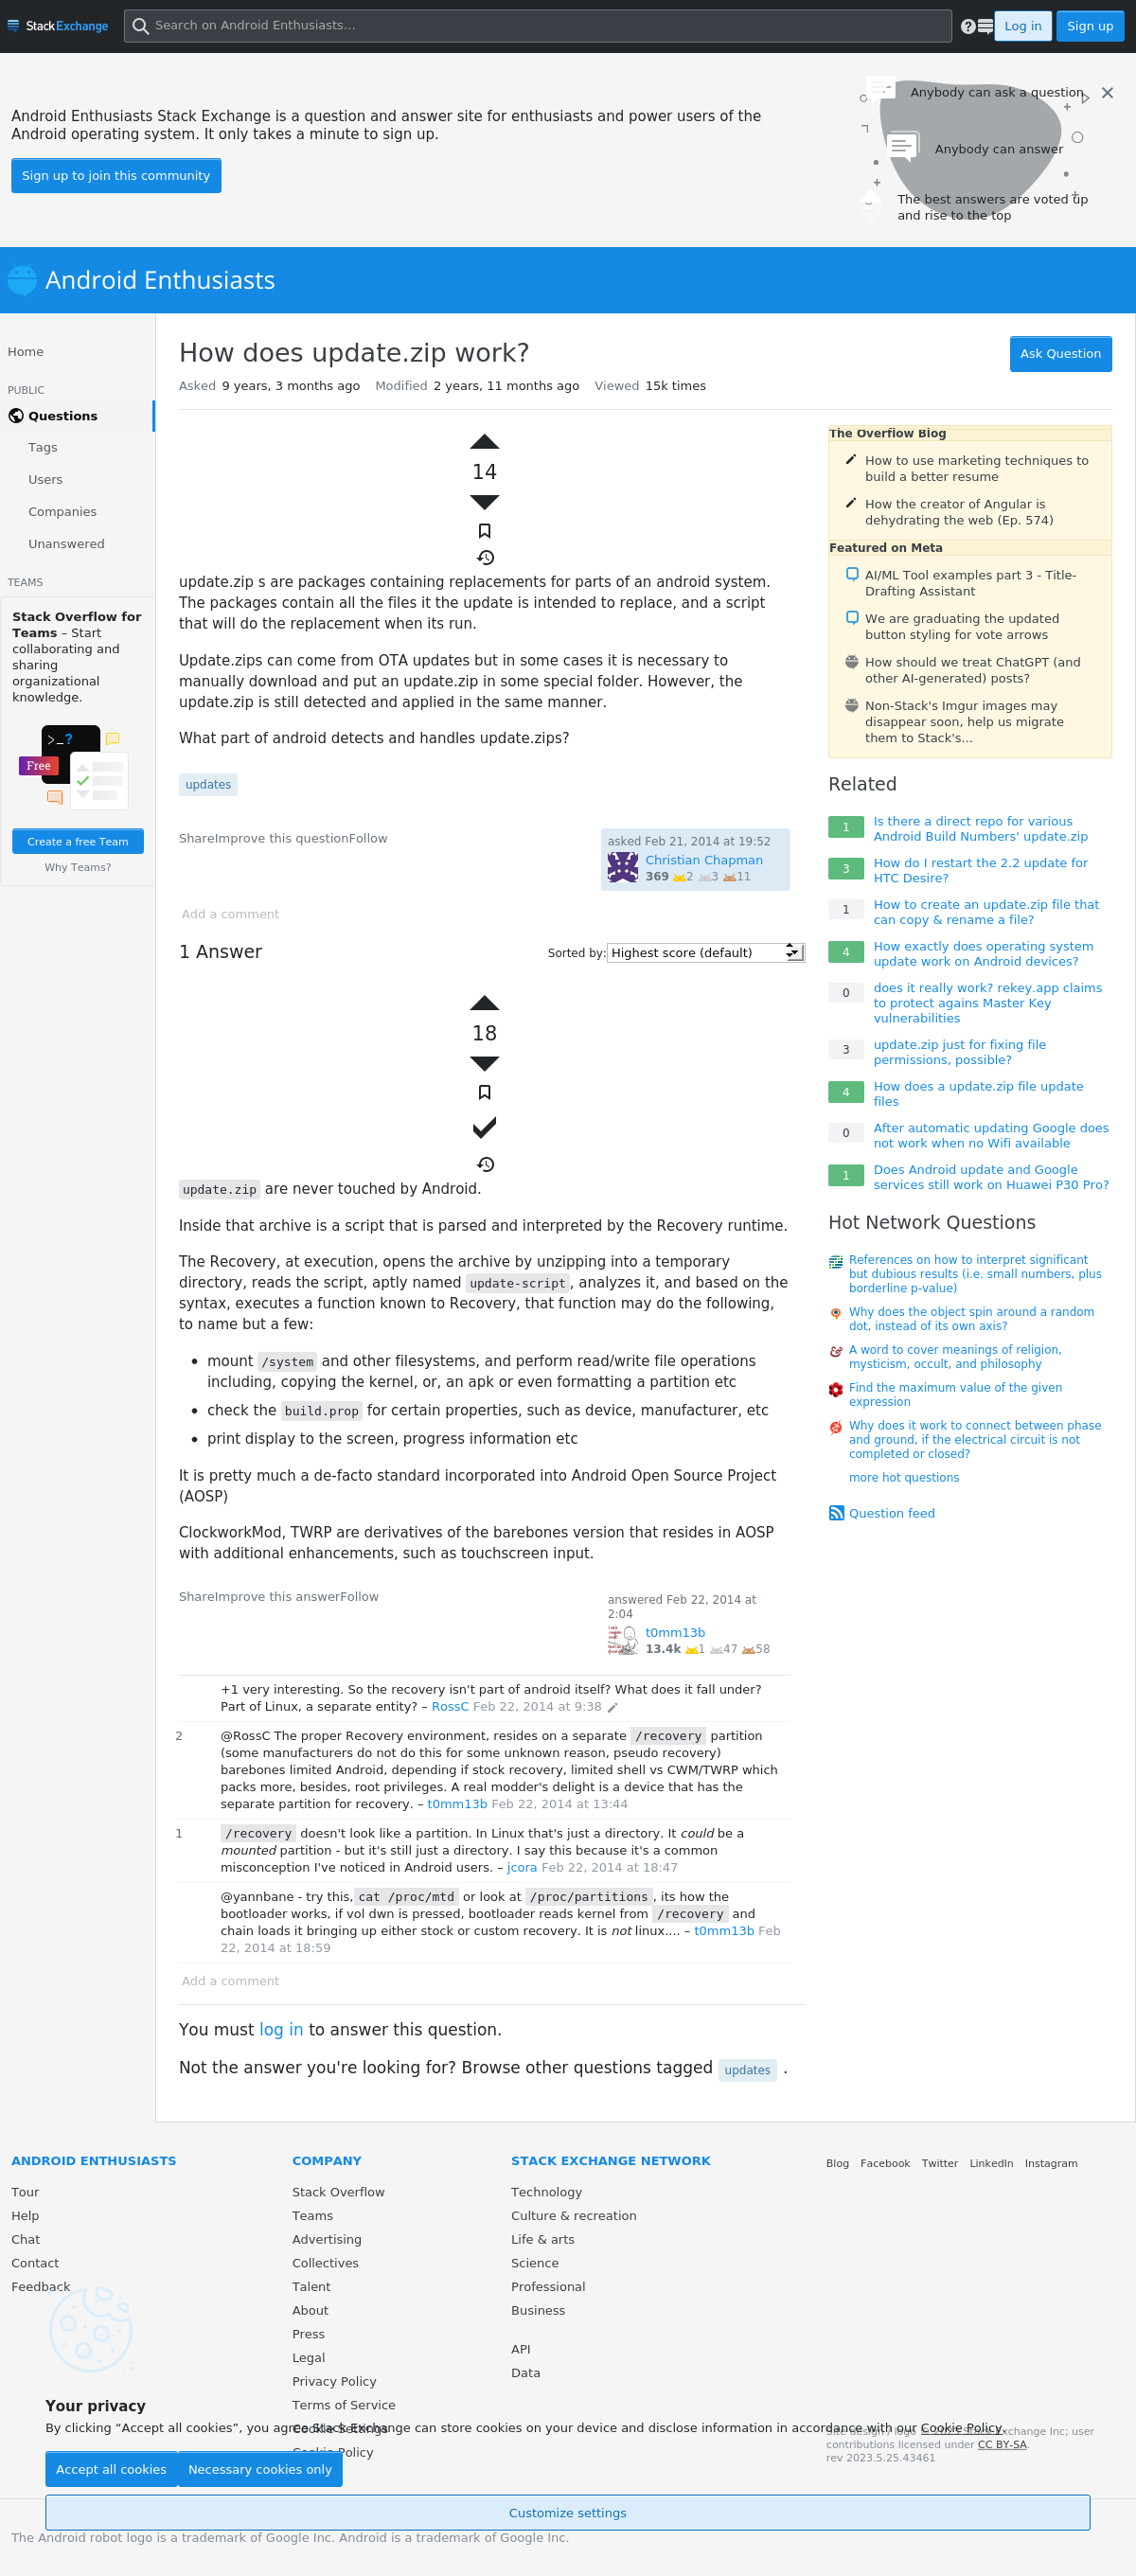 StackExchange
Search on Android Enthusiasts…
Log in
Sign up
Android Enthusiasts Stack Exchange is a question and answer site for enthusiasts and power users of the
Android operating system. It only takes a minute to sign up.
Sign up to join this community
Anybody can ask a question
Anybody can answer
The best answers are voted up
and rise to the top
Android Enthusiasts
Home
PUBLIC
Questions
Tags
Users
Companies
Unanswered
TEAMS
Stack Overflow for
Teams – Start
collaborating and
sharing
organizational
knowledge.
>_?
Free
Create a free Team
Why Teams?
How does update.zip work?
Ask Question
Asked 9 years, 3 months ago Modified 2 years, 11 months ago Viewed 15k times
14
update.zip s are packages containing replacements for parts of an android system.
The packages contain all the files it the update is intended to replace, and a script
that will do the replacement when its run.
Update.zips can come from OTA updates but in some cases it is necessary to
manually download and put an update.zip in some special folder. However, the
update.zip is still detected and applied in the same manner.
What part of android detects and handles update.zips?
updates
ShareImprove this questionFollow
asked Feb 21, 2014 at 19:52
Christian Chapman
369 2 3 11
Add a comment
1 Answer
Sorted by: Highest score (default)
18
update.zip are never touched by Android.
Inside that archive is a script that is parsed and interpreted by the Recovery runtime.
The Recovery, at execution, opens the archive by unzipping into a temporary
directory, reads the script, aptly named update-script, analyzes it, and based on the
syntax, executes a function known to Recovery, that function may do the following,
to name but a few:
• mount /system and other filesystems, and perform read/write file operations
including, copying the kernel, or, an apk or even formatting a partition etc
• check the build.prop for certain properties, such as device, manufacturer, etc
• print display to the screen, progress information etc
It is pretty much a de-facto standard incorporated into Android Open Source Project
(AOSP)
ClockworkMod, TWRP are derivatives of the barebones version that resides in AOSP
with additional enhancements, such as touchscreen input.
ShareImprove this answerFollow
answered Feb 22, 2014 at
2:04
t0mm13b
13.4k 1 47 58
+1 very interesting. So the recovery isn't part of android itself? What does it fall under?
Part of Linux, a separate entity? – RossC Feb 22, 2014 at 9:38
2
@RossC The proper Recovery environment, resides on a separate /recovery partition
(some manufacturers do not do this for some unknown reason, pseudo recovery)
barebones limited Android, depending if stock recovery, limited shell vs CWM/TWRP which
packs more, besides, root privileges. A real modder's delight is a device that has the
separate partition for recovery. – t0mm13b Feb 22, 2014 at 13:44
1
/recovery doesn't look like a partition. In Linux that's just a directory. It could be a
mounted partition - but it's still just a directory. I say this because it's a common
misconception I've noticed in Android users. – jcora Feb 22, 2014 at 18:47
@yannbane - try this, cat /proc/mtd or look at /proc/partitions, its how the
bootloader works, if vol dwn is pressed, bootloader reads kernel from /recovery and
chain loads it bringing up either stock or custom recovery. It is not linux.... – t0mm13b Feb
22, 2014 at 18:59
Add a comment
You must log in to answer this question.
Not the answer you're looking for? Browse other questions tagged updates .
The Overflow Blog
How to use marketing techniques to
build a better resume
How the creator of Angular is
dehydrating the web (Ep. 574)
Featured on Meta
AI/ML Tool examples part 3 - Title-
Drafting Assistant
We are graduating the updated
button styling for vote arrows
How should we treat ChatGPT (and
other AI-generated) posts?
Non-Stack's Imgur images may
disappear soon, help us migrate
them to Stack's...
Related
1 Is there a direct repo for various
Android Build Numbers' update.zip
3 How do I restart the 2.2 update for
HTC Desire?
1 How to create an update.zip file that
can copy & rename a file?
4 How exactly does operating system
update work on Android devices?
0 does it really work? rekey.app claims
to protect agains Master Key
vulnerabilities
3 update.zip just for fixing file
permissions, possible?
4 How does a update.zip file update
files
0 After automatic updating Google does
not work when no Wifi available
1 Does Android update and Google
services still work on Huawei P30 Pro?
Hot Network Questions
References on how to interpret significant
but dubious results (i.e. small numbers, plus
borderline p-value)
Why does the object spin around a random
dot, instead of its own axis?
A word to cover meanings of religion,
mysticism, occult, and philosophy
Find the maximum value of the given
expression
Why does it work to connect between phase
and ground, if the electrical circuit is not
completed or closed?
more hot questions
Question feed
ANDROID ENTHUSIASTS
Tour
Help
Chat
Contact
Feedback
COMPANY
Stack Overflow
Teams
Advertising
Collectives
Talent
About
Press
Legal
Privacy Policy
Terms of Service
Cookie Settings
Cookie Policy
STACK EXCHANGE NETWORK
Technology
Culture & recreation
Life & arts
Science
Professional
Business
API
Data
Blog Facebook Twitter LinkedIn Instagram
Site design / logo © 2023 Stack Exchange Inc; user
contributions licensed under CC BY-SA.
rev 2023.5.25.43461
Your privacy
By clicking “Accept all cookies”, you agree Stack Exchange can store cookies on your device and disclose information in accordance with our Cookie Policy.
Accept all cookies
Necessary cookies only
Customize settings
The Android robot logo is a trademark of Google Inc. Android is a trademark of Google Inc.